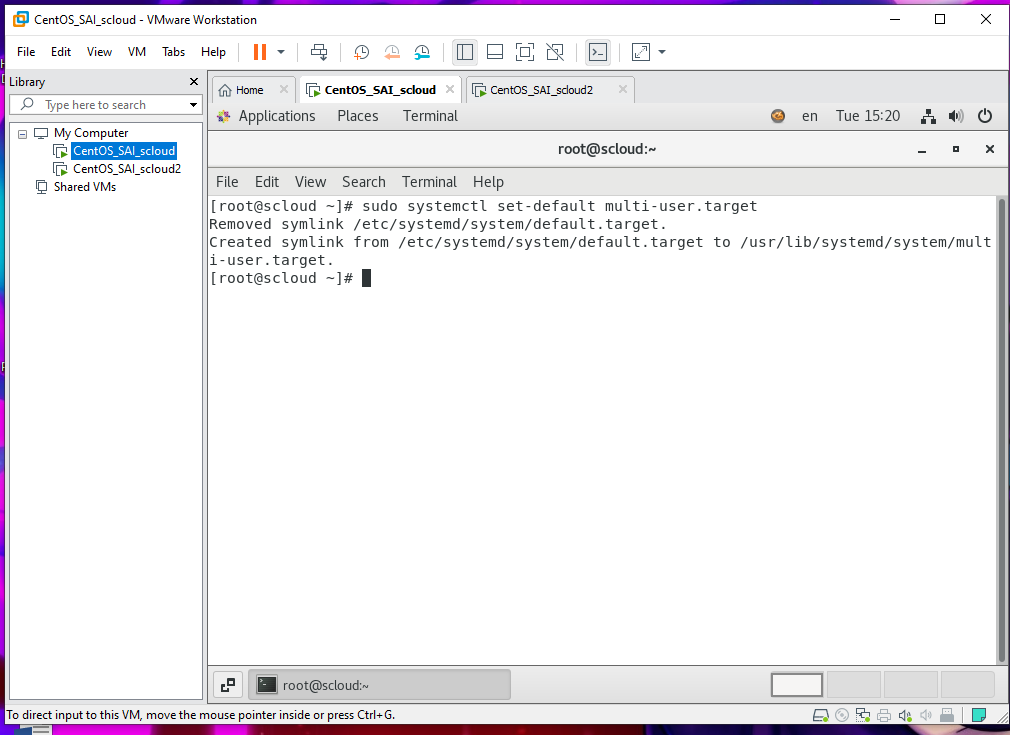 CentOS_SAI_scloud - VMware Workstation
File Edit View VM Tabs Help
Library
Type here to search
My Computer
CentOS_SAI_scloud
CentOS_SAI_scloud2
Shared VMs
Home CentOS_SAI_scloud CentOS_SAI_scloud2
Applications Places Terminal en Tue 15:20
root@scloud:~
File Edit View Search Terminal Help
[root@scloud ~]# sudo systemctl set-default multi-user.target
Removed symlink /etc/systemd/system/default.target.
Created symlink from /etc/systemd/system/default.target to /usr/lib/systemd/system/mult
i-user.target.
[root@scloud ~]#
root@scloud:~
To direct input to this VM, move the mouse pointer inside or press Ctrl+G.